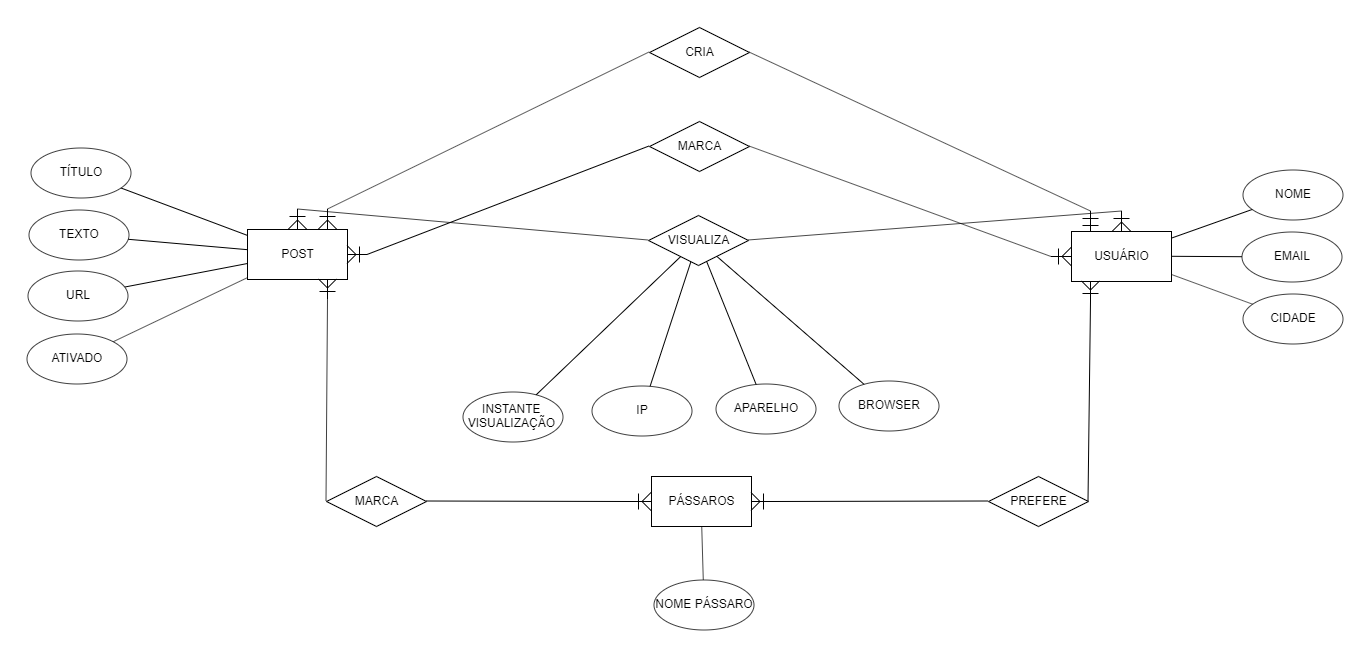 CRIA
MARCA
TÍTULO
NOME
TEXTO
VISUALIZA
POST
USUÁRIO
EMAIL
URL
CIDADE
ATIVADO
INSTANTE
VISUALIZAÇÃO
IP
APARELHO
BROWSER
MARCA
PÁSSAROS
PREFERE
NOME PÁSSARO